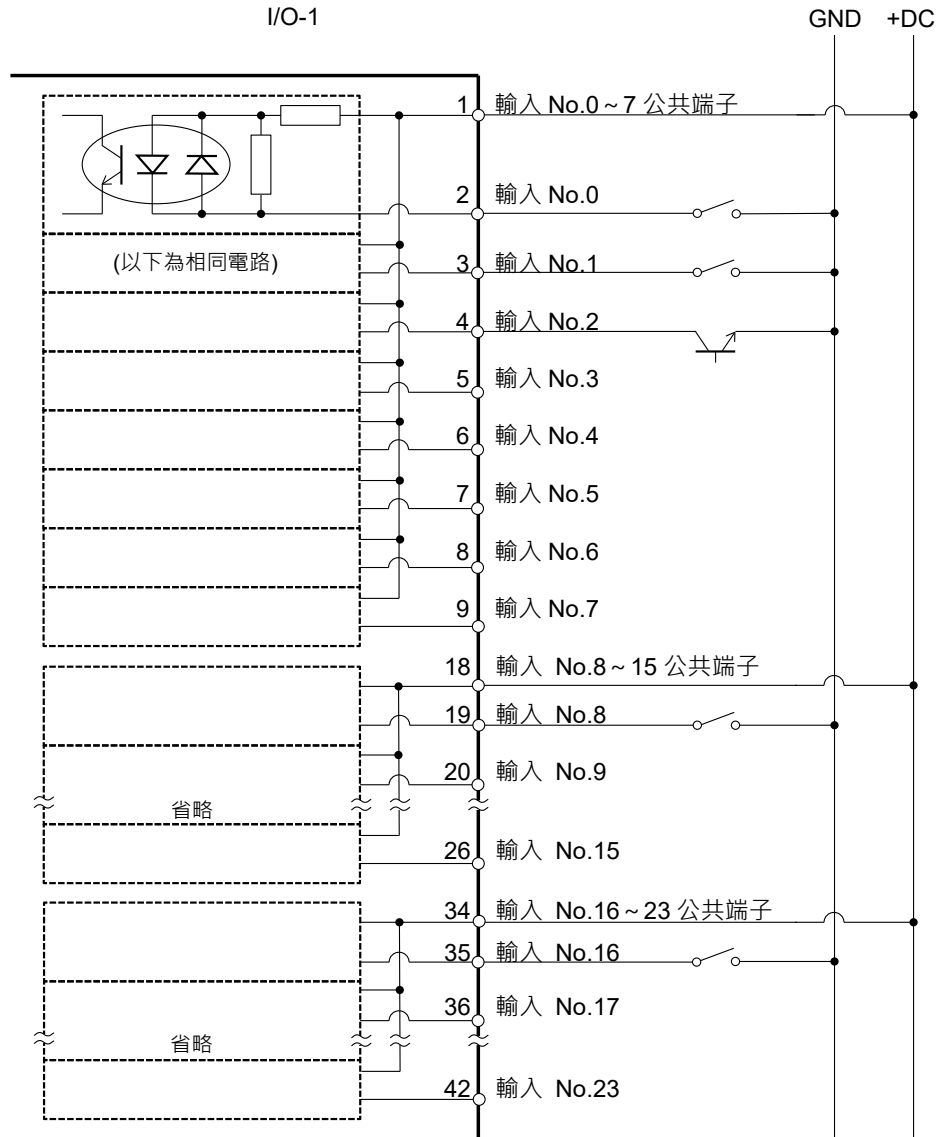 I/O-1
GND +DC
1 輸入 No.0~7 公共端子
2 輸入 No.0
(以下為相同電路)
3 輸入 No.1
4 輸入 No.2
5 輸入 No.3
6 輸入 No.4
7 輸入 No.5
8 輸入 No.6
9 輸入 No.7
18 輸入 No.8~15 公共端子
19 輸入 No.8
20 輸入 No.9
省略
26 輸入 No.15
34 輸入 No.16~23 公共端子
35 輸入 No.16
36 輸入 No.17
省略
42 輸入 No.23